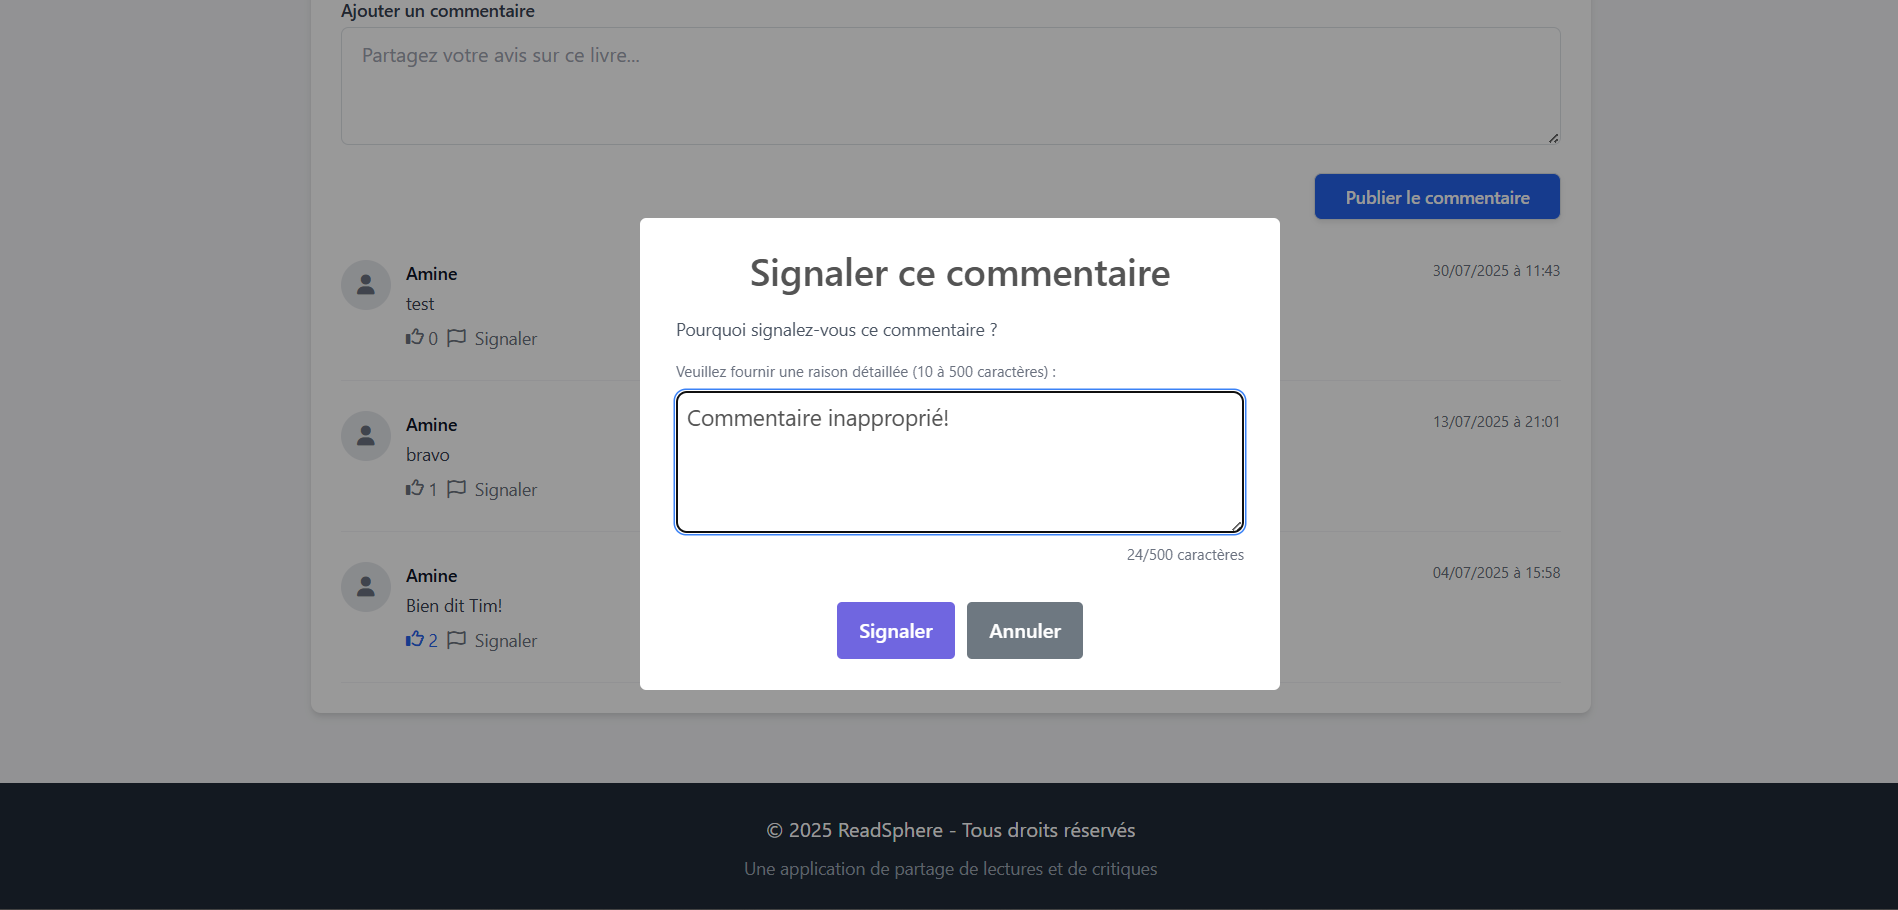 Ajouter un commentaire
Partagez votre avis sur ce livre...
Publier le commentaire
Amine
30/07/2025 à 11:43
test
0 Signaler
Amine
13/07/2025 à 21:01
bravo
1 Signaler
Amine
04/07/2025 à 15:58
Bien dit Tim!
2 Signaler
Signaler ce commentaire
Pourquoi signalez-vous ce commentaire ?
Veuillez fournir une raison détaillée (10 à 500 caractères) :
Commentaire inapproprié!
24/500 caractères
Signaler Annuler
© 2025 ReadSphere - Tous droits réservés
Une application de partage de lectures et de critiques